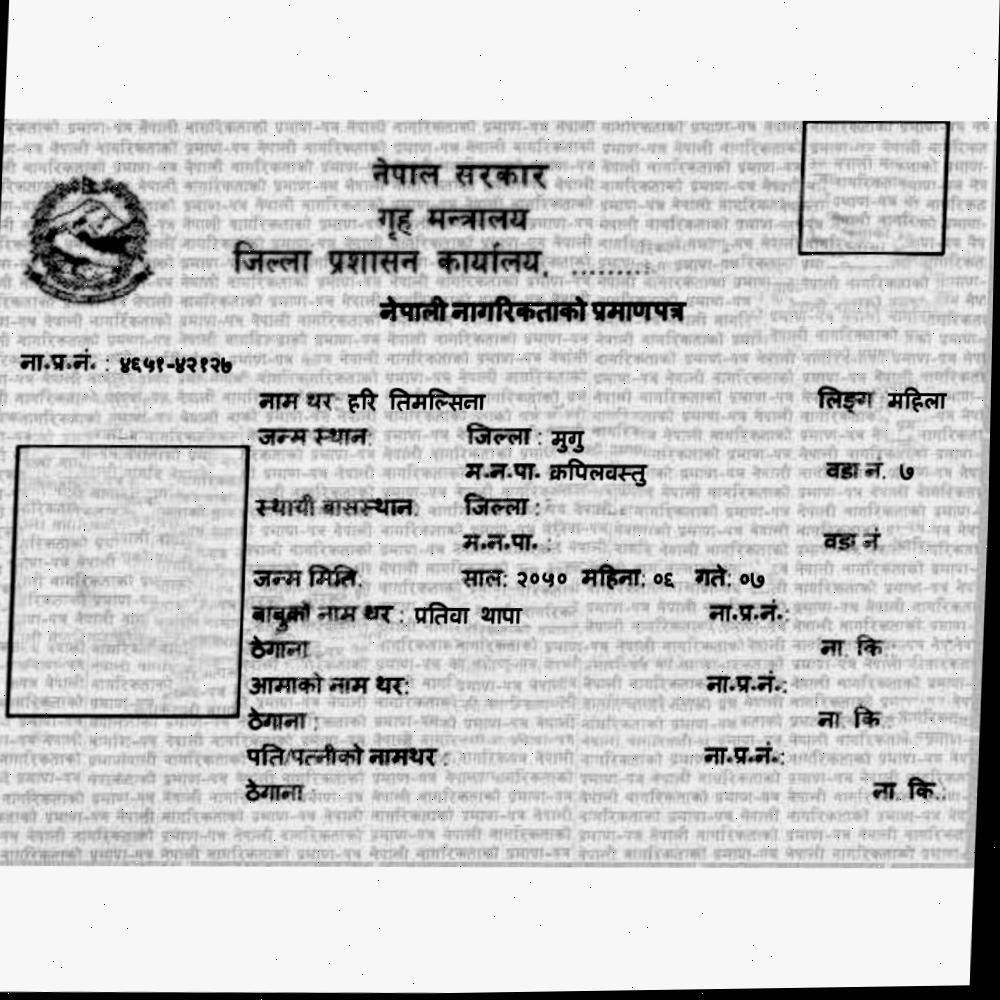 नेपाल सरकार
गृह मन्त्रालय
जिल्ला प्रशासन कार्यालय, .........
नेपाली नागरिकताको प्रमाणपत्र
ना.प्र.नं. : ४६५१-४२१२७
नाम थर: हरि तिमल्सिना लिङ्ग महिला
जन्म स्थान: जिल्ला : मुगु
म.न.पा. कपिलवस्तु वडा नं. ७
स्थायी बासस्थान: जिल्ला :
म.न.पा. : वडा नं
जन्म मिति: साल: २०५० महिना: ०६ गते: ०७
बाबुको नाम थर : प्रतिवा थापा ना.प्र.नं.:
ठेगाना ना. कि :
आमाको नाम थर: ना.प्र.नं.:
ठेगाना : ना. कि.:
पति/पत्नीको नामथर : ना.प्र.नं.:
ठेगाना : ना. कि.: